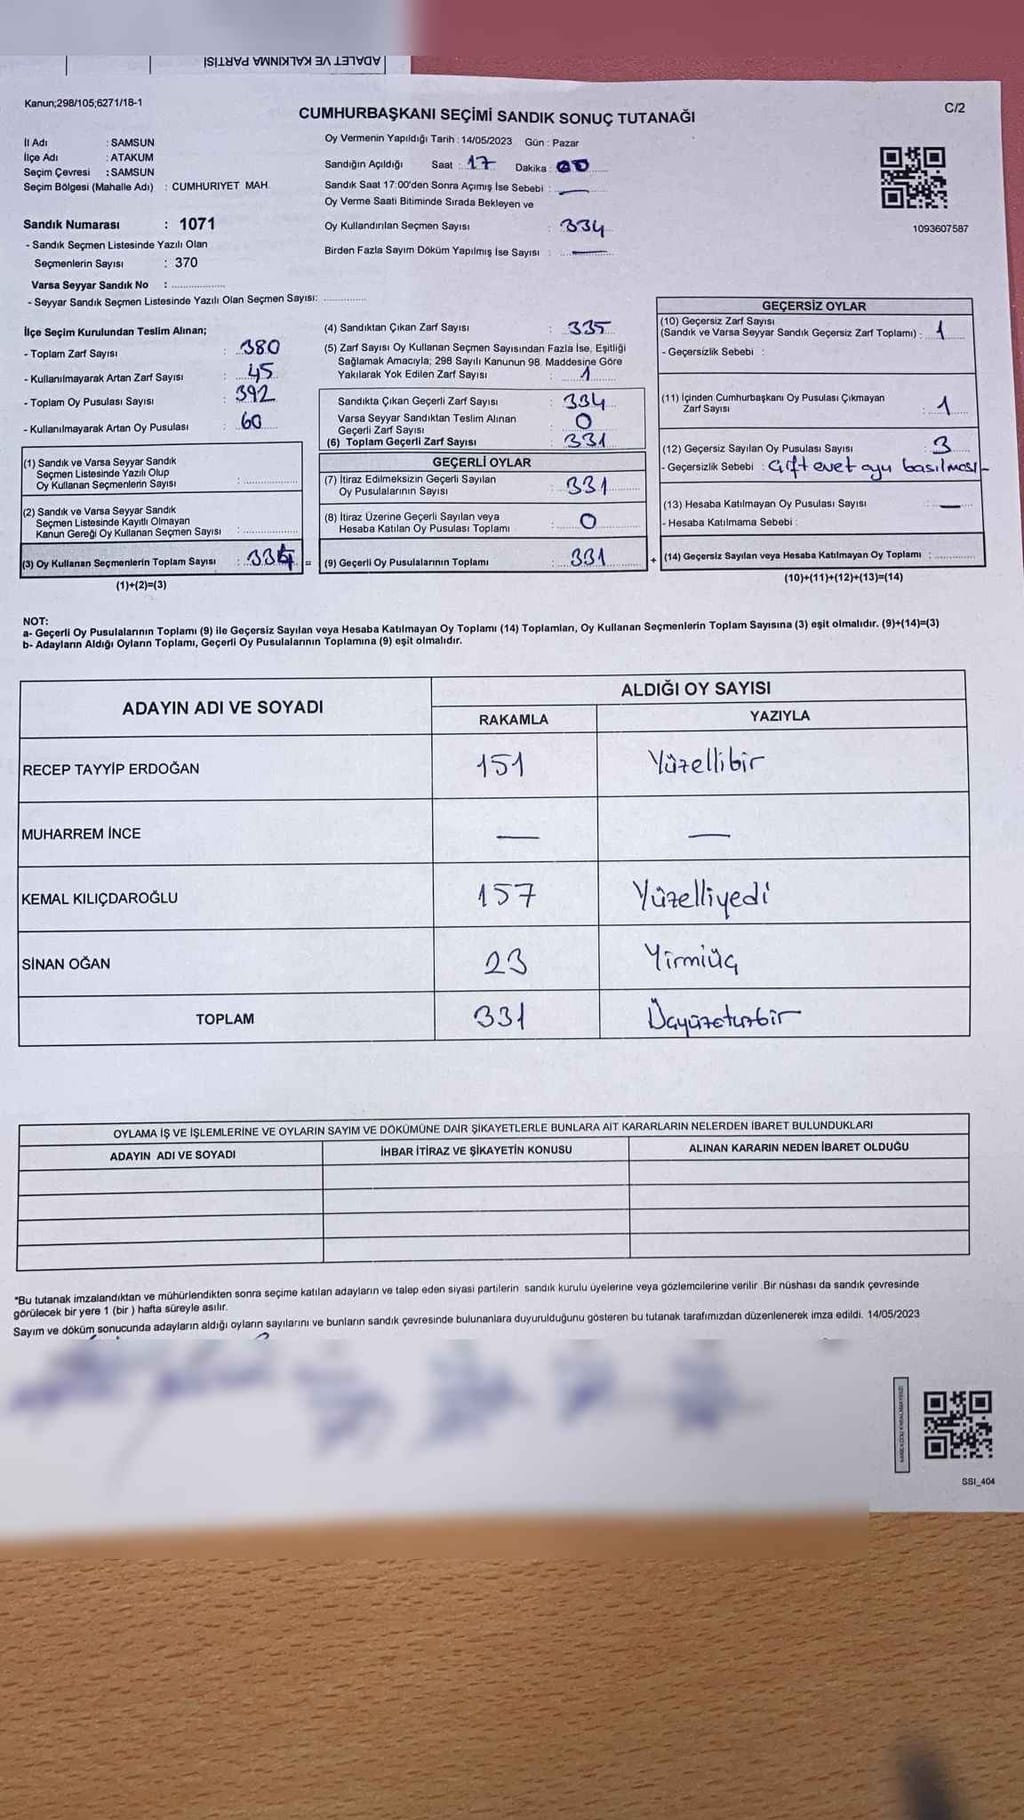 ADALET VE KALKINMA PARTİSİ
Kanun;298/105;6271/18-1
CUMHURBAŞKANI SEÇİMİ SANDIK SONUÇ TUTANAĞI
C/2
İl Adı : SAMSUN
İlçe Adı : ATAKUM
Seçim Çevresi : SAMSUN
Seçim Bölgesi (Mahalle Adı) : CUMHURIYET MAH.
Sandık Numarası : 1071
- Sandık Seçmen Listesinde Yazılı Olan
Seçmenlerin Sayısı : 370
Varsa Seyyar Sandık No :
- Seyyar Sandık Seçmen Listesinde Yazılı Olan Seçmen Sayısı:
Oy Vermenin Yapıldığı Tarih : 14/05/2023 Gün : Pazar
Sandığın Açıldığı Saat : 17 Dakika : 00
Sandık Saat 17:00'den Sonra Açımış İse Sebebi : —
Oy Verme Saati Bitiminde Sırada Bekleyen ve
Oy Kullandırılan Seçmen Sayısı : 334
Birden Fazla Sayım Döküm Yapılmış İse Sayısı : —
1093607587
İlçe Seçim Kurulundan Teslim Alınan;
- Toplam Zarf Sayısı : 380
- Kullanılmayarak Artan Zarf Sayısı : 45
- Toplam Oy Pusulası Sayısı : 392
- Kullanılmayarak Artan Oy Pusulası : 60
(1) Sandık ve Varsa Seyyar Sandık
Seçmen Listesinde Yazılı Olup
Oy Kullanan Seçmenlerin Sayısı :
(2) Sandık ve Varsa Seyyar Sandık
Seçmen Listesinde Kayıtlı Olmayan
Kanun Gereği Oy Kullanan Seçmen Sayısı :
(3) Oy Kullanan Seçmenlerin Toplam Sayısı : 334 =
(1)+(2)=(3)
(4) Sandıktan Çıkan Zarf Sayısı : 335
(5) Zarf Sayısı Oy Kullanan Seçmen Sayısından Fazla İse, Eşitliği
Sağlamak Amacıyla; 298 Sayılı Kanunun 98. Maddesine Göre
Yakılarak Yok Edilen Zarf Sayısı : 1
Sandıkta Çıkan Geçerli Zarf Sayısı : 334
Varsa Seyyar Sandıktan Teslim Alınan
Geçerli Zarf Sayısı : 0
(6) Toplam Geçerli Zarf Sayısı : 331
GEÇERLİ OYLAR
(7) İtiraz Edilmeksizin Geçerli Sayılan
Oy Pusulalarının Sayısı : 331
(8) İtiraz Üzerine Geçerli Sayılan veya
Hesaba Katılan Oy Pusulası Toplamı : 0
(9) Geçerli Oy Pusulalarının Toplamı : 331 +
GEÇERSİZ OYLAR
(10) Geçersiz Zarf Sayısı
(Sandık ve Varsa Seyyar Sandık Geçersiz Zarf Toplamı) : 1
- Geçersizlik Sebebi :
(11) İçinden Cumhurbaşkanı Oy Pusulası Çıkmayan
Zarf Sayısı : 1
(12) Geçersiz Sayılan Oy Pusulası Sayısı : 3
- Geçersizlik Sebebi : Çift evet oyu basılması
(13) Hesaba Katılmayan Oy Pusulası Sayısı : —
- Hesaba Katılmama Sebebi :
(14) Geçersiz Sayılan veya Hesaba Katılmayan Oy Toplamı :
(10)+(11)+(12)+(13)=(14)
NOT:
a- Geçerli Oy Pusulalarının Toplamı (9) ile Geçersiz Sayılan veya Hesaba Katılmayan Oy Toplamı (14) Toplamları, Oy Kullanan Seçmenlerin Toplam Sayısına (3) eşit olmalıdır. (9)+(14)=(3)
b- Adayların Aldığı Oyların Toplamı, Geçerli Oy Pusulalarının Toplamına (9) eşit olmalıdır.
ADAYIN ADI VE SOYADI
ALDIĞI OY SAYISI
RAKAMLA YAZIYLA
RECEP TAYYİP ERDOĞAN 151 Yüzellibir
MUHARREM İNCE — —
KEMAL KILIÇDAROĞLU 157 Yüzelliyedi
SİNAN OĞAN 23 Yirmiüç
TOPLAM 331 Üçyüzotuzbir
OYLAMA İŞ VE İŞLEMLERİNE VE OYLARIN SAYIM VE DÖKÜMÜNE DAİR ŞİKAYETLERLE BUNLARA AİT KARARLARIN NELERDEN İBARET BULUNDUKLARI
ADAYIN ADI VE SOYADI İHBAR İTİRAZ VE ŞİKAYETİN KONUSU ALINAN KARARIN NEDEN İBARET OLDUĞU
*Bu tutanak imzalandıktan ve mühürlendikten sonra seçime katılan adayların ve talep eden siyasi partilerin sandık kurulu üyelerine veya gözlemcilerine verilir .Bir nüshası da sandık çevresinde
görülecek bir yere 1 (bir ) hafta süreyle asılır.
Sayım ve döküm sonucunda adayların aldığı oyların sayılarını ve bunların sandık çevresinde bulunanlara duyurulduğunu gösteren bu tutanak tarafımızdan düzenlenerek imza edildi. 14/05/2023
SSI_404